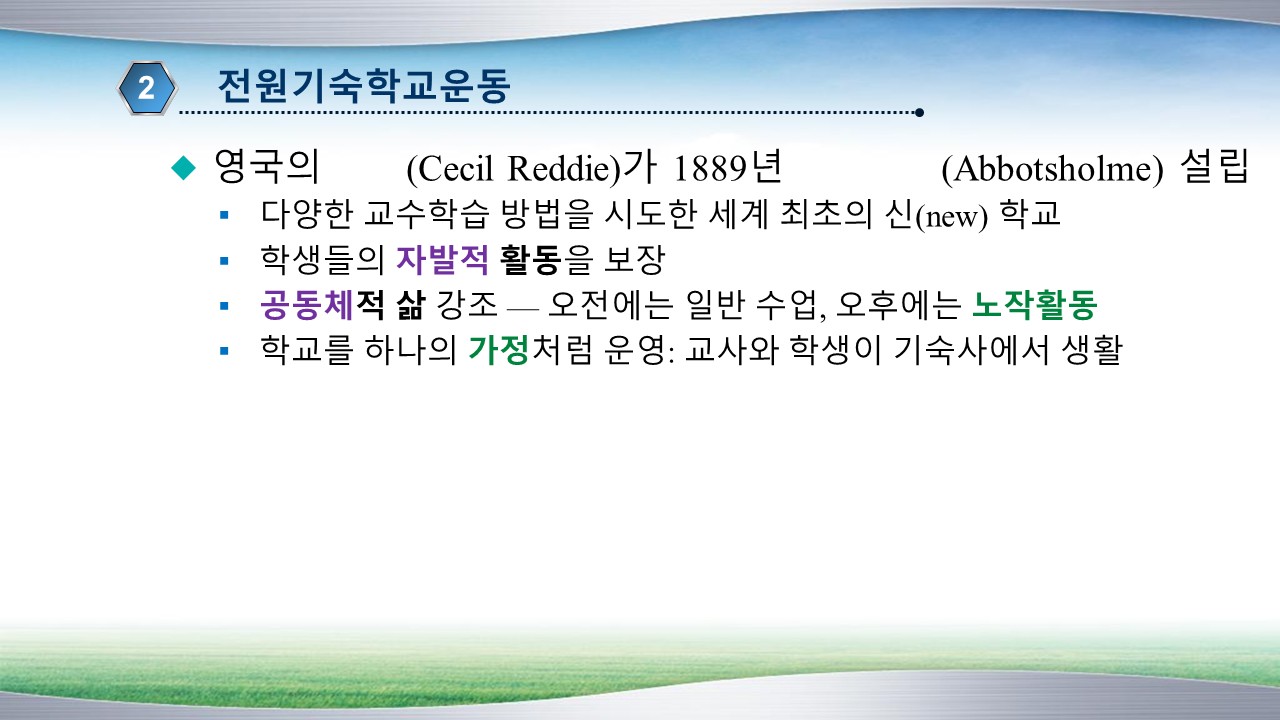 2
전원기숙학교운동
영국의 (Cecil Reddie)가 1889년 (Abbotsholme) 설립
다양한 교수학습 방법을 시도한 세계 최초의 신(new) 학교
학생들의 자발적 활동을 보장
공동체적 삶 강조 — 오전에는 일반 수업, 오후에는 노작활동
학교를 하나의 가정처럼 운영: 교사와 학생이 기숙사에서 생활